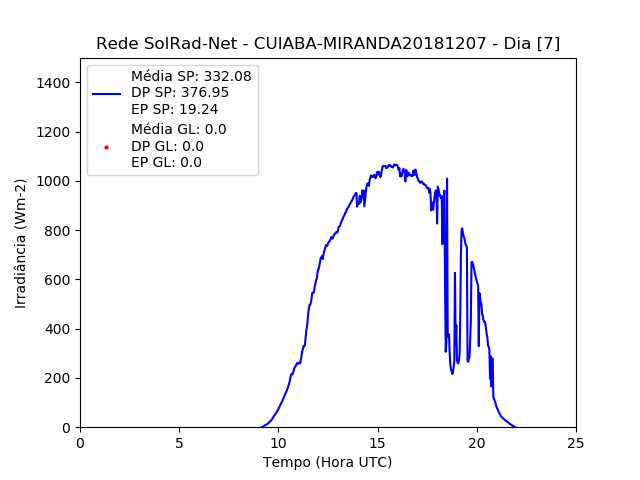 Rede SolRad-Net - CUIABA-MIRANDA20181207 - Dia [7]
Média SP: 332.08
DP SP: 376.95
EP SP: 19.24
Média GL: 0.0
DP GL: 0.0
EP GL: 0.0
Irradiância (Wm-2)
1400
1200
1000
800
600
400
200
0
0 5 10 15 20 25
Tempo (Hora UTC)